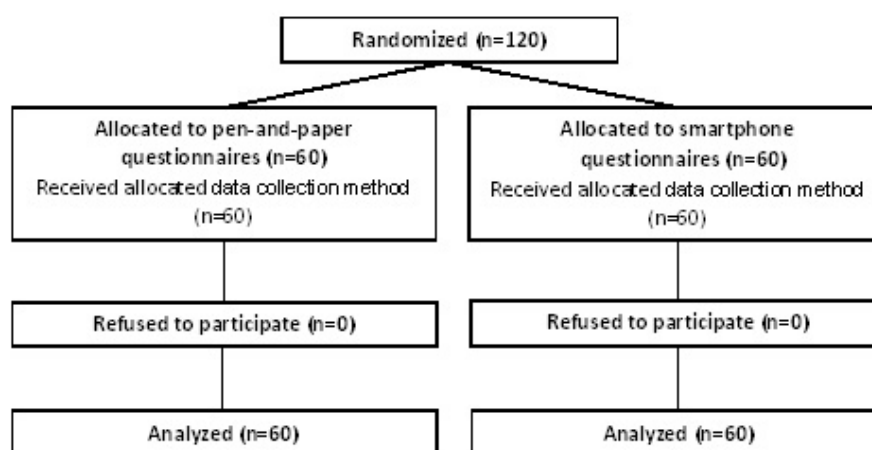 Randomized (n=120)
Allocated to pen-and-paper
questionnaires (n=60)
Received allocated data collection method
(n=60)
Allocated to smartphone
questionnaires (n=60)
Received allocated data collection method
(n=60)
Refused to participate (n=0)
Refused to participate (n=0)
Analyzed (n=60)
Analyzed (n=60)